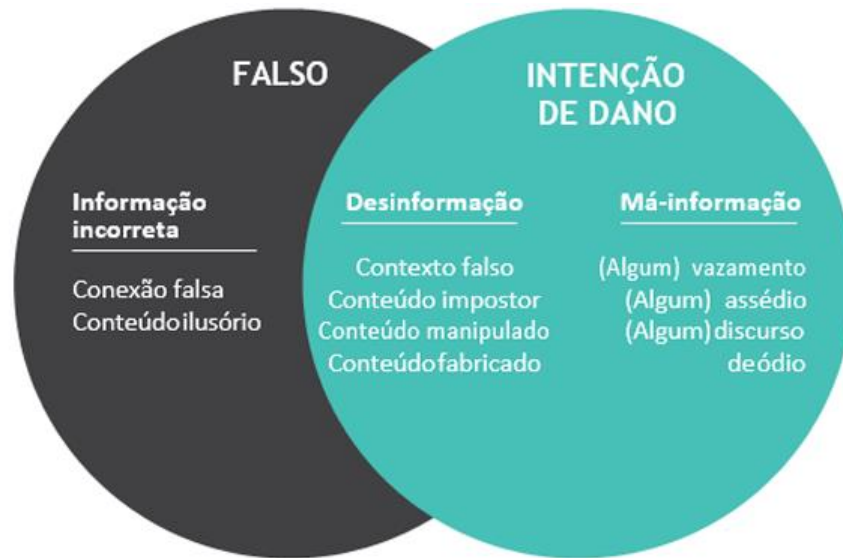 FALSO
INTENÇÃO
DE DANO
Informação
incorreta
Conexão falsa
Conteúdo ilusório
Desinformação
Contexto falso
Conteúdo impostor
Conteúdo manipulado
Conteúdo fabricado
Má-informação
(Algum) vazamento
(Algum) assédio
(Algum) discurso
de ódio